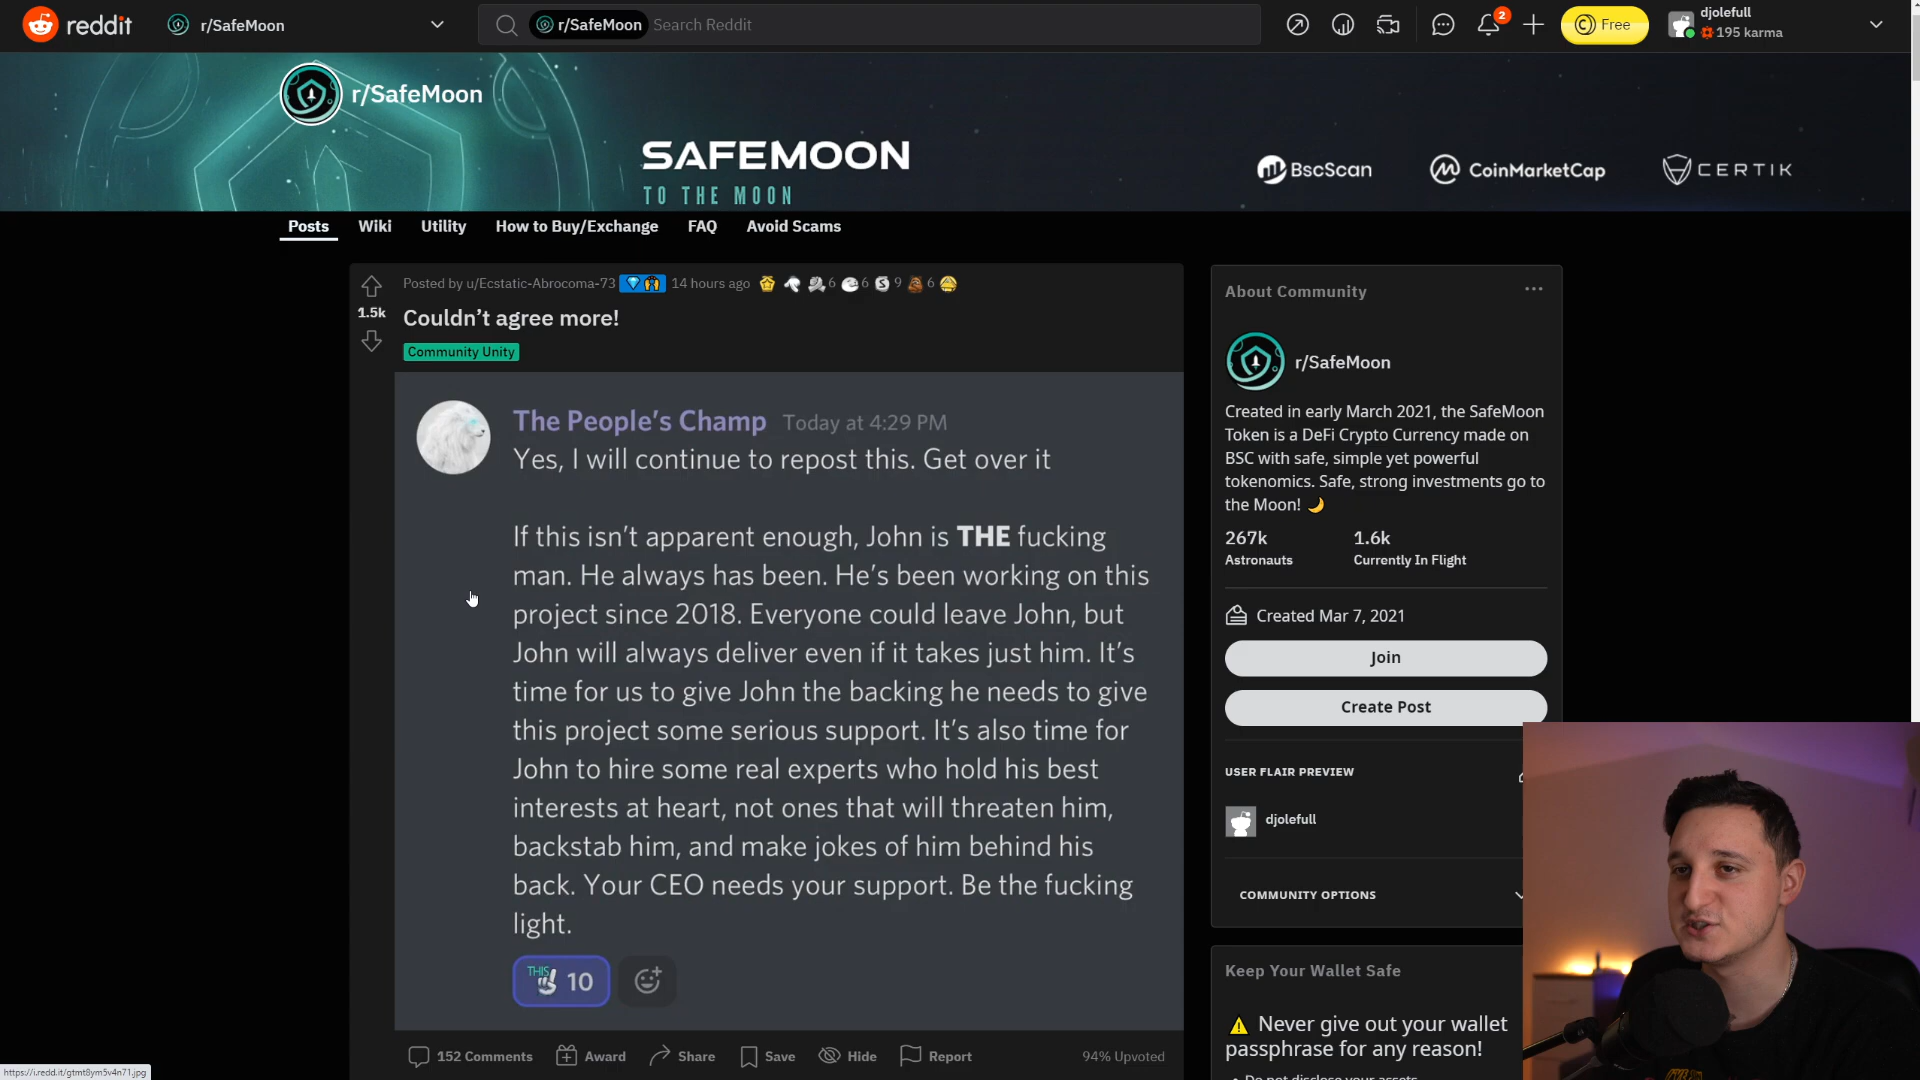 reddit
r/SafeMoon
r/SafeMoon
Search Reddit
2
Free
djolefull
195 karma
r/SafeMoon
SAFEMOON
TO THE MOON
BscScan
CoinMarketCap
CERTIK
Posts
Wiki
Utility
How to Buy/Exchange
FAQ
Avoid Scams
Posted by u/Ecstatic-Abrocoma-73
14 hours ago
6
6
9
6
1.5k
Couldn’t agree more!
Community Unity
The People’s Champ Today at 4:29 PM
Yes, I will continue to repost this. Get over it
If this isn’t apparent enough, John is THE fucking
man. He always has been. He’s been working on this
project since 2018. Everyone could leave John, but
John will always deliver even if it takes just him. It’s
time for us to give John the backing he needs to give
this project some serious support. It’s also time for
John to hire some real experts who hold his best
interests at heart, not ones that will threaten him,
backstab him, and make jokes of him behind his
back. Your CEO needs your support. Be the fucking
light.
THIS
10
152 Comments
Award
Share
Save
Hide
Report
94% Upvoted
About Community
r/SafeMoon
Created in early March 2021, the SafeMoon
Token is a DeFi Crypto Currency made on
BSC with safe, simple yet powerful
tokenomics. Safe, strong investments go to
the Moon! 🌙
267k
Astronauts
1.6k
Currently In Flight
Created Mar 7, 2021
Join
Create Post
USER FLAIR PREVIEW
djolefull
COMMUNITY OPTIONS
Keep Your Wallet Safe
⚠ Never give out your wallet
passphrase for any reason!
• Do not disclose your assets
https://i.redd.it/gtmt8ym5v4n71.jpg